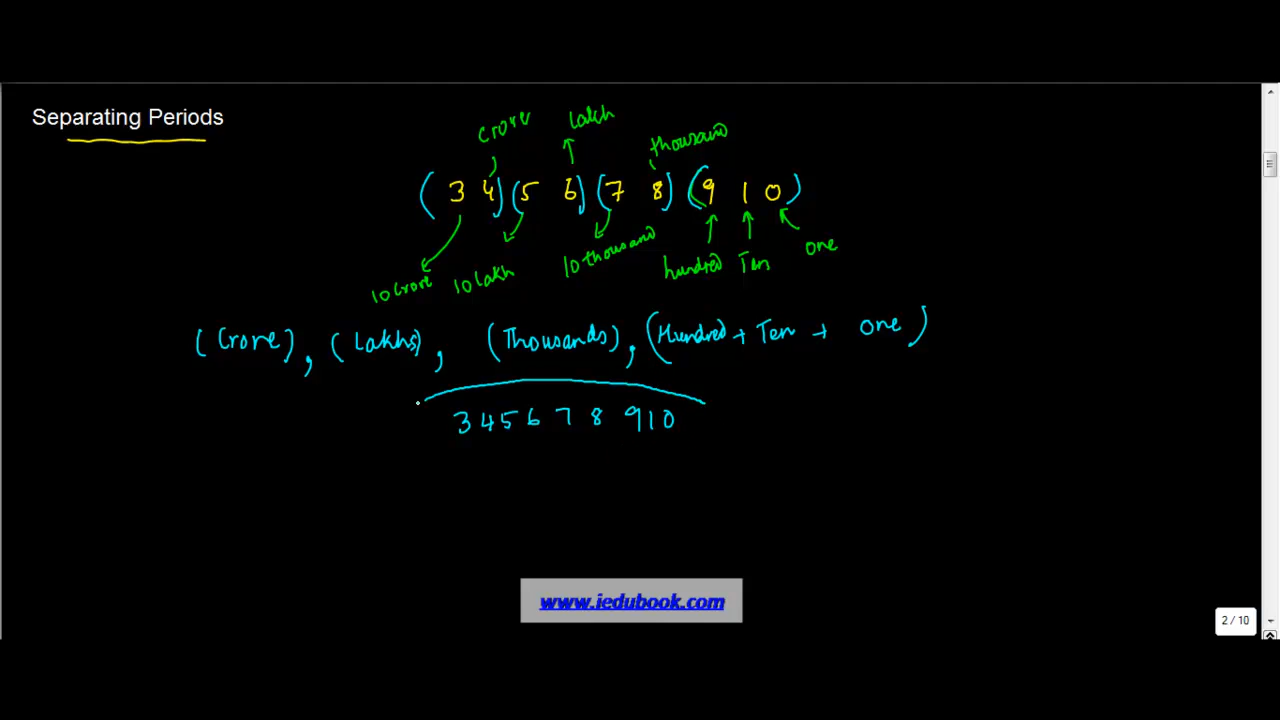 Separating Periods
crore lakh thousand
(3 4) (5 6) (7 8) (9 1 0)
10 crore 10 lakh 10 thousand hundred Ten one
(Crore), (Lakhs), (Thousands), (Hundred + Ten + One)
3 4 5 6 7 8 9 1 0
www.iedubook.com
2 / 10